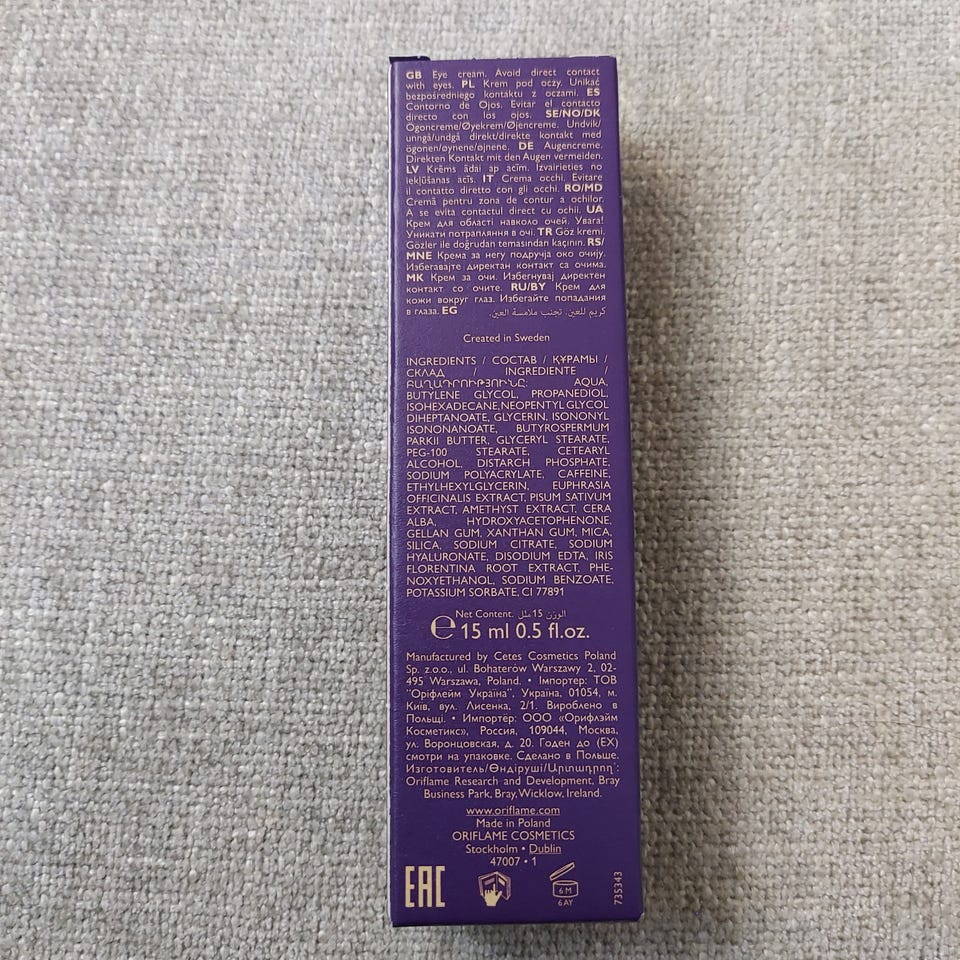 GB Eye cream. Avoid direct contact
with eyes. PL Krem pod oczy. Unikać
bezpośredniego kontaktu z oczami. ES
Contorno de Ojos. Evitar el contacto
directo con los ojos. SE/NO/DK
Ögoncreme/Øyekrem/Øjencreme. Undvik/
unngå/undgå direkt/direkte kontakt med
ögonen/øynene/øjnene. DE Augencreme.
Direkten Kontakt mit den Augen vermeiden.
LV Krēms ādai ap acīm. Izvairieties no
iekļūšanas acīs. IT Crema occhi. Evitare
il contatto diretto con gli occhi. RO/MD
Cremă pentru zona de contur a ochilor.
A se evita contactul direct cu ochii. UA
Крем для області навколо очей. Увага!
Уникати потрапляння в очі. TR Göz kremi.
Gözler ile doğrudan temasından kaçının. RS/
MNE Крема за негу подручја око очију.
Избегавајте директан контакт са очима.
MK Крем за очи. Избегнувај директен
контакт со очите. RU/BY Крем для
кожи вокруг глаз. Избегайте попадания
в глаза. EG كريم للعين. تجنب ملامسة العين.
Created in Sweden
INGREDIENTS / СОСТАВ / ҚҰРАМЫ /
СКЛАД / INGREDIENTE /
ԲԱՂԱԴՐՈՒԹՅՈՒՆԸ: AQUA,
BUTYLENE GLYCOL, PROPANEDIOL,
ISOHEXADECANE, NEOPENTYL GLYCOL
DIHEPTANOATE, GLYCERIN, ISONONYL
ISONONANOATE, BUTYROSPERMUM
PARKII BUTTER, GLYCERYL STEARATE,
PEG-100 STEARATE, CETEARYL
ALCOHOL, DISTARCH PHOSPHATE,
SODIUM POLYACRYLATE, CAFFEINE,
ETHYLHEXYLGLYCERIN, EUPHRASIA
OFFICINALIS EXTRACT, PISUM SATIVUM
EXTRACT, AMETHYST EXTRACT, CERA
ALBA, HYDROXYACETOPHENONE,
GELLAN GUM, XANTHAN GUM, MICA,
SILICA, SODIUM CITRATE, SODIUM
HYALURONATE, DISODIUM EDTA, IRIS
FLORENTINA ROOT EXTRACT, PHE-
NOXYETHANOL, SODIUM BENZOATE,
POTASSIUM SORBATE, CI 77891
Net Content. الوزن 15 ملل
℮ 15 ml 0.5 fl.oz.
Manufactured by Cetes Cosmetics Poland
Sp. z.o.o., ul. Bohaterów Warszawy 2, 02-
495 Warszawa, Poland. • Імпортер: ТОВ
"Оріфлейм Україна", Україна, 01054, м.
Київ, вул. Лисенка, 2/1. Вироблено в
Польщі. • Импортер: ООО «Орифлэйм
Косметикс», Россия, 109044, Москва,
ул. Воронцовская, д. 20. Годен до (EX)
смотри на упаковке. Сделано в Польше.
Изготовитель/Өндіруші/Արտադրող՝:
Oriflame Research and Development, Bray
Business Park, Bray, Wicklow, Ireland.
www.oriflame.com
Made in Poland
ORIFLAME COSMETICS
Stockholm • Dublin
47007 • 1
EAC
6 M
6 AY
735343